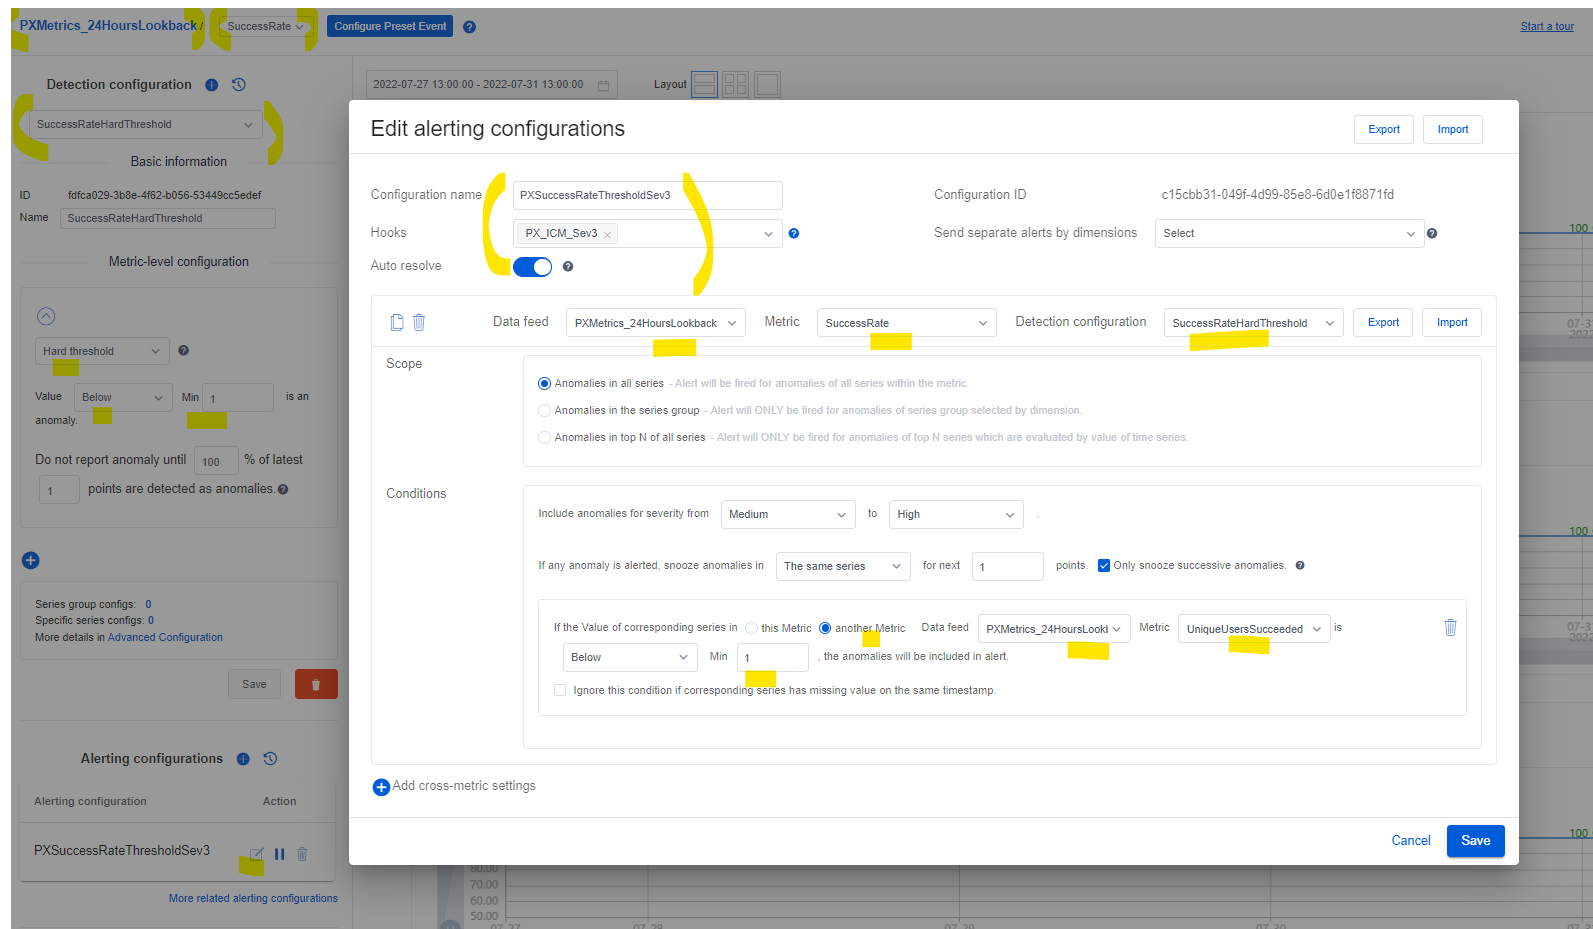 PXMetrics_24HoursLookback /
SuccessRate
Configure Preset Event
?
Start a tour
Detection configuration
SuccessRateHardThreshold
Basic information
ID fdfca029-3b8e-4f62-b056-53449cc5edef
Name SuccessRateHardThreshold
Metric-level configuration
Hard threshold ?
Value Below Min 1 is an
anomaly.
Do not report anomaly until 100 % of latest
1 points are detected as anomalies. ?
Series group configs: 0
Specific series configs: 0
More details in Advanced Configuration
Save
Alerting configurations
Alerting configuration Action
PXSuccessRateThresholdSev3
More related alerting configurations
2022-07-27 13:00:00 - 2022-07-31 13:00:00
Layout
Edit alerting configurations
Export Import
Configuration name PXSuccessRateThresholdSev3
Configuration ID c15cbb31-049f-4d99-85e8-6d0e1f8871fd
Hooks PX_ICM_Sev3 × ?
Send separate alerts by dimensions Select ?
Auto resolve ?
Data feed PXMetrics_24HoursLookback Metric SuccessRate Detection configuration SuccessRateHardThreshold Export Import
Scope
Anomalies in all series - Alert will be fired for anomalies of all series within the metric.
Anomalies in the series group - Alert will ONLY be fired for anomalies of series group selected by dimension.
Anomalies in top N of all series - Alert will ONLY be fired for anomalies of top N series which are evaluated by value of time series.
Conditions
Include anomalies for severity from Medium to High .
If any anomaly is alerted, snooze anomalies in The same series for next 1 points. Only snooze successive anomalies. ?
If the Value of corresponding series in this Metric another Metric Data feed PXMetrics_24HoursLookb Metric UniqueUsersSucceeded is
Below Min 1 , the anomalies will be included in alert.
Ignore this condition if corresponding series has missing value on the same timestamp.
Add cross-metric settings
Cancel Save
100
07-31
2022
100
07-31
2022
100
80.00
70.00
60.00
50.00
07-27 07-28 07-29 07-30